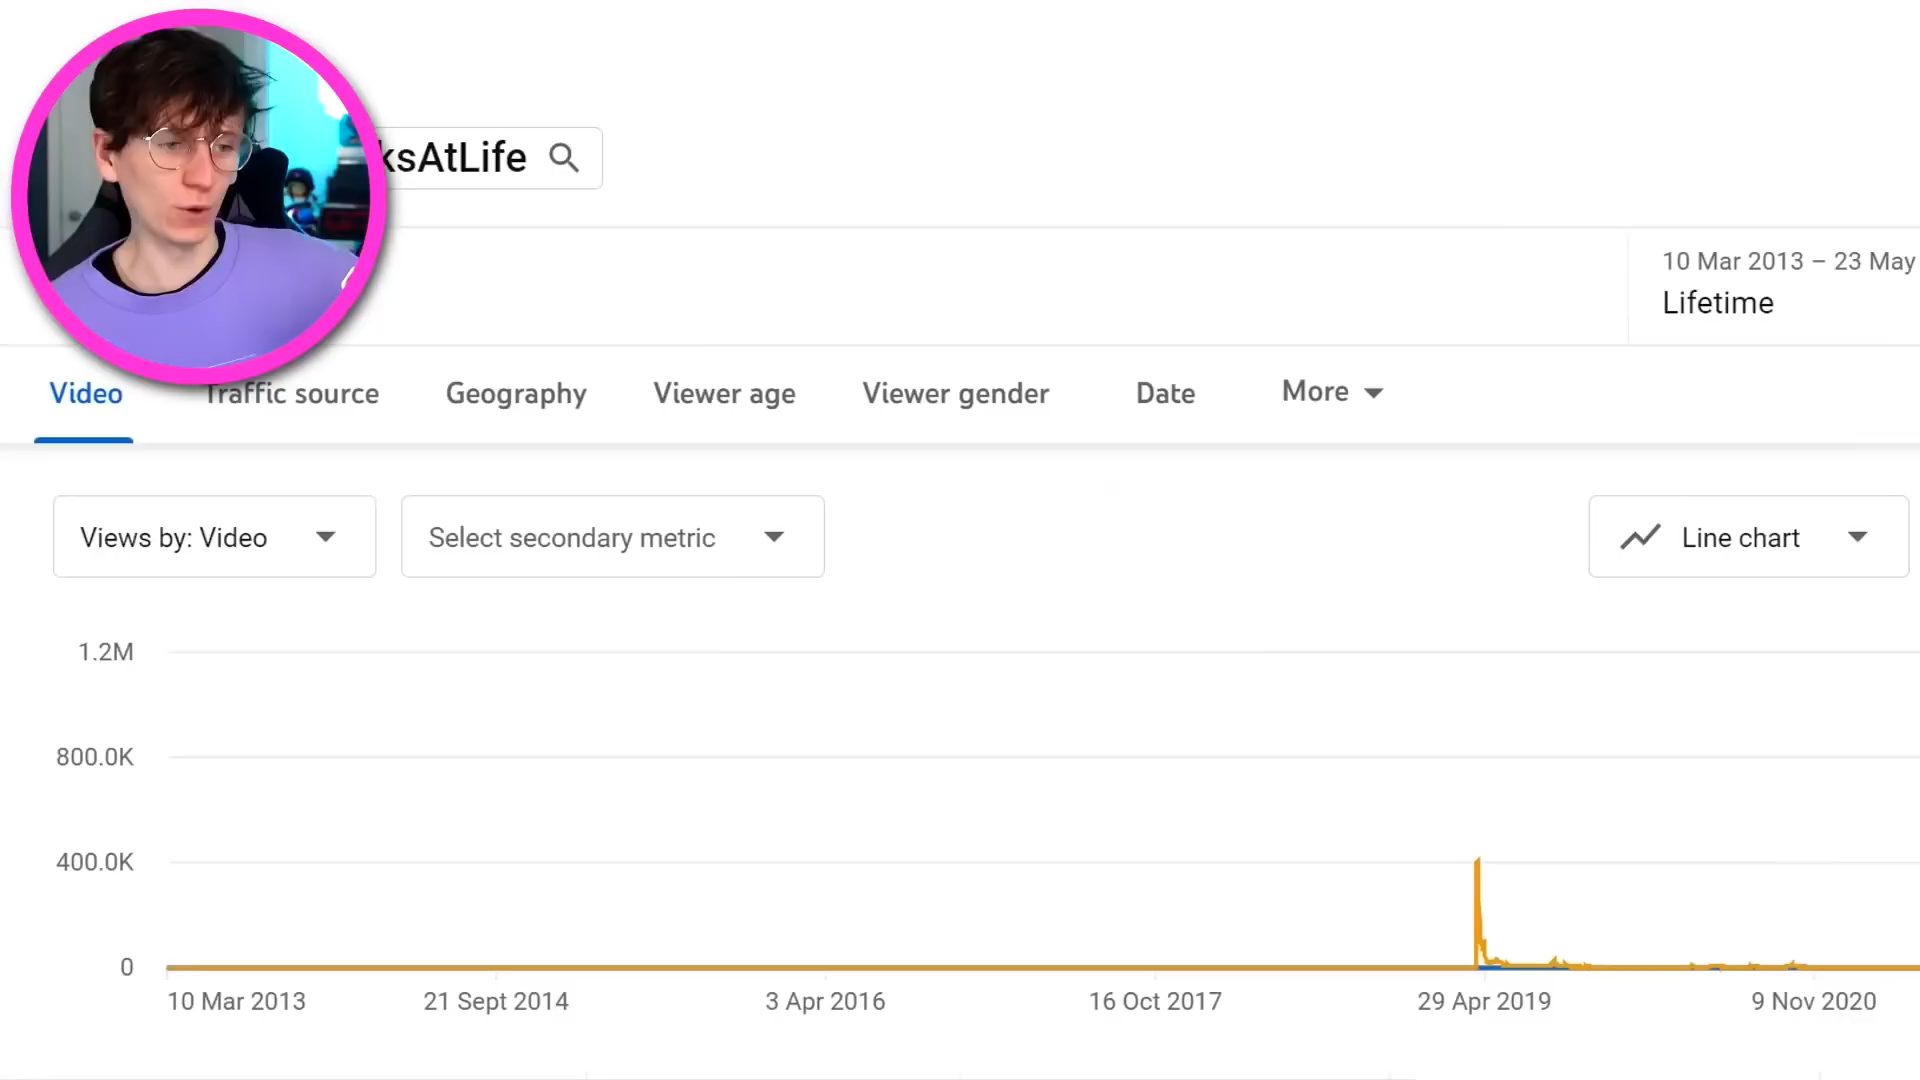 ksAtLife
10 Mar 2013 – 23 May
Lifetime
Video Traffic source Geography Viewer age Viewer gender Date More
Views by: Video Select secondary metric Line chart
1.2M
800.0K
400.0K
0
10 Mar 2013 21 Sept 2014 3 Apr 2016 16 Oct 2017 29 Apr 2019 9 Nov 2020